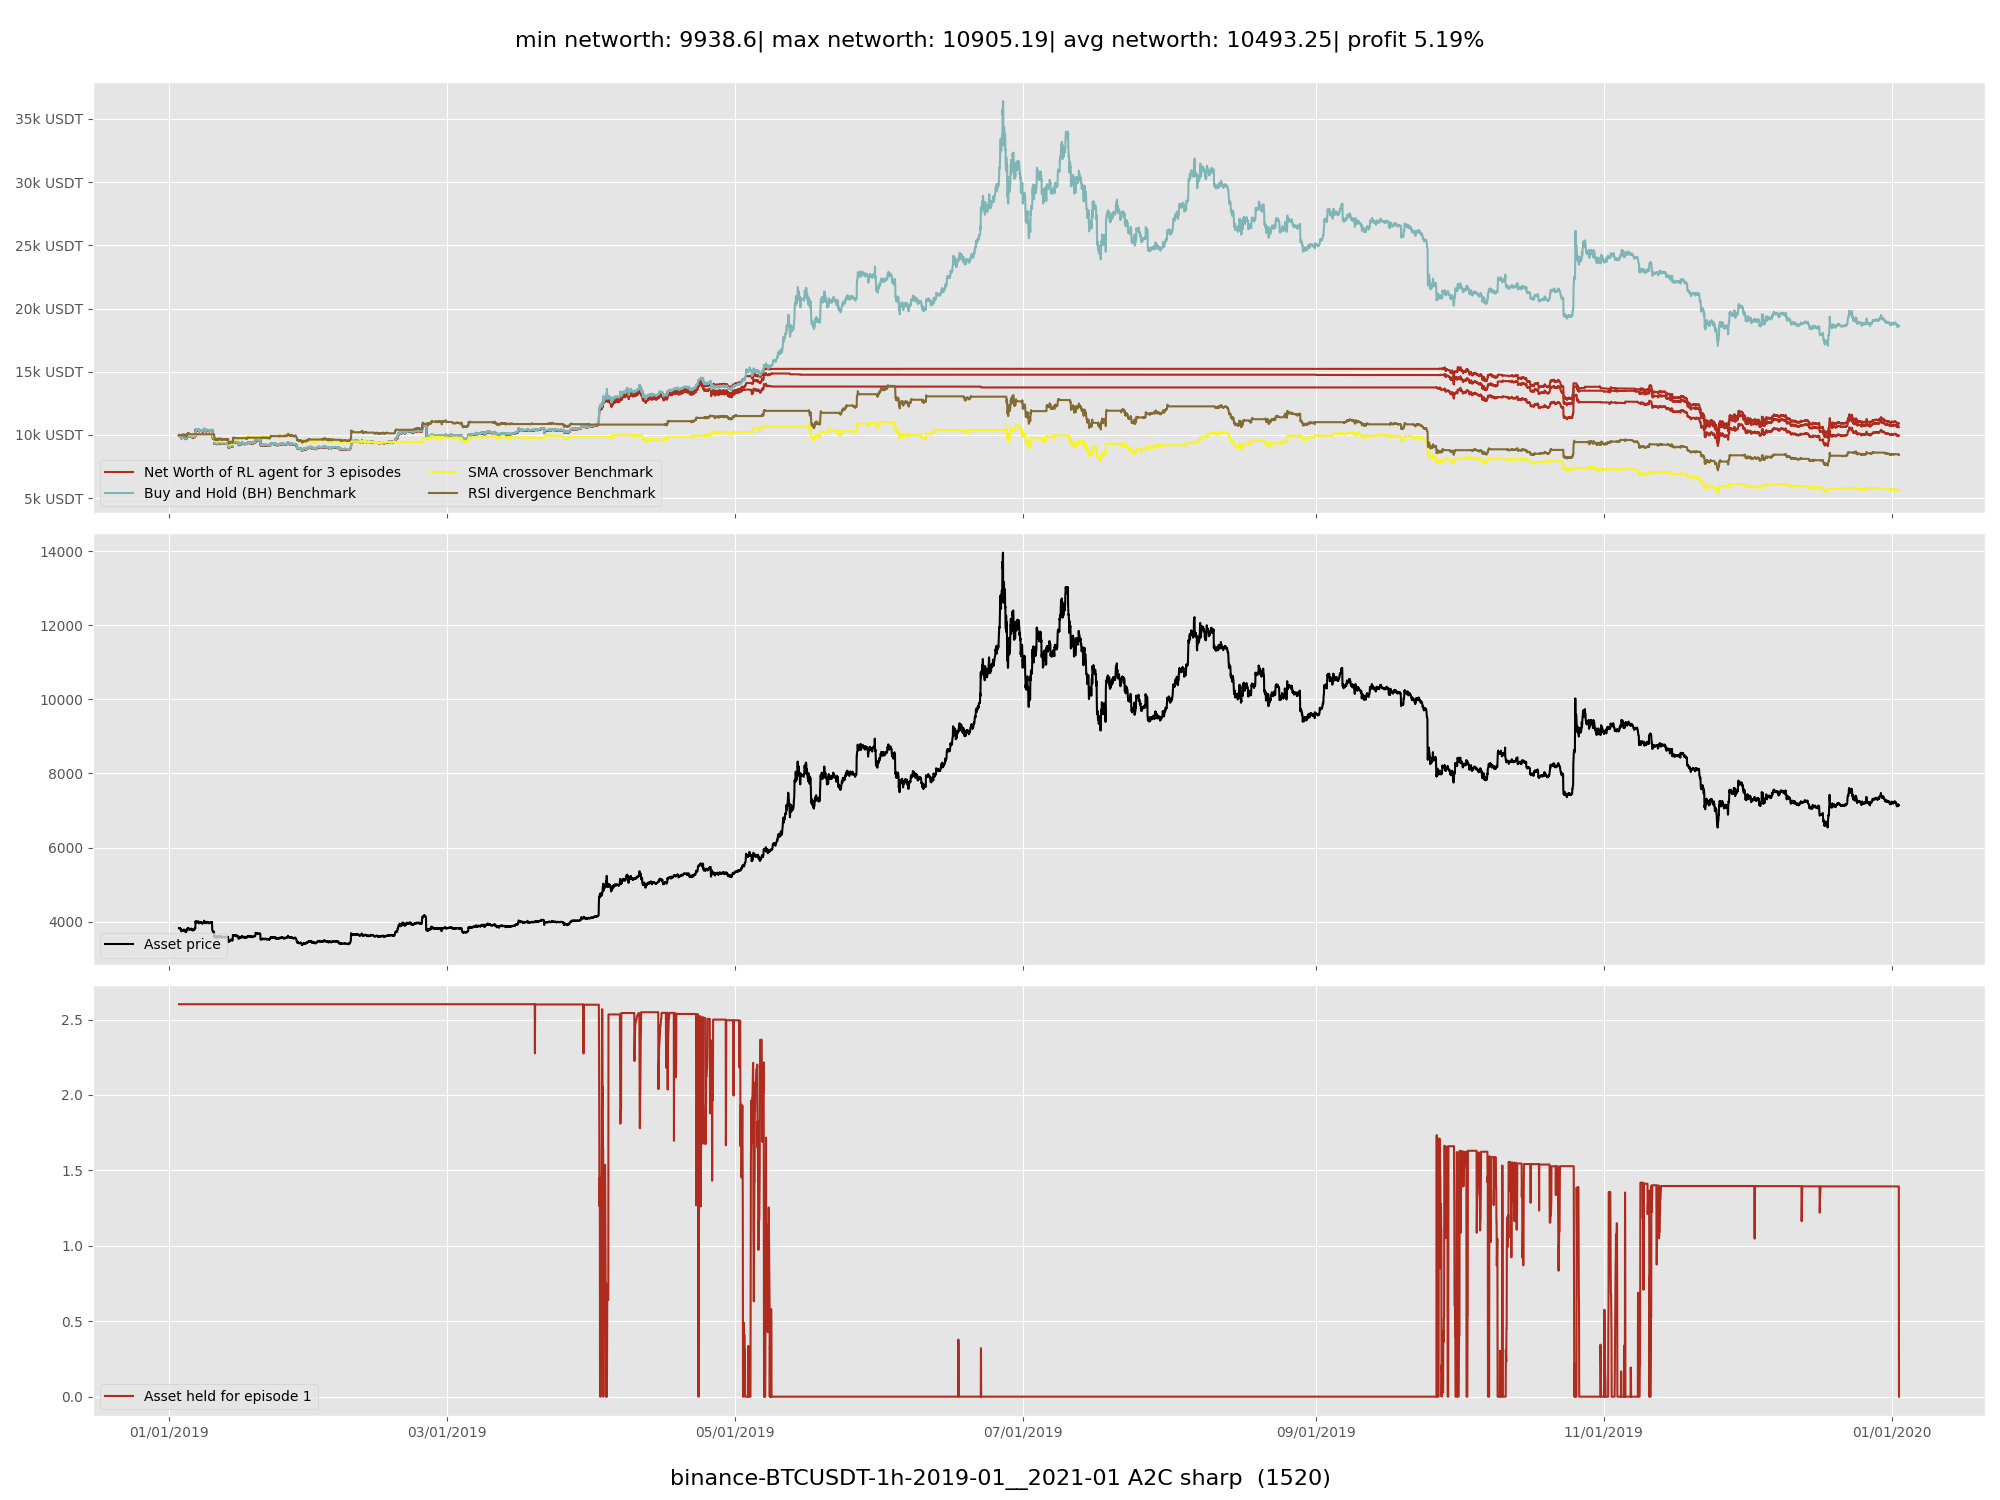 min networth: 9938.6| max networth: 10905.19| avg networth: 10493.25| profit 5.19%
35k USDT
30k USDT
25k USDT
20k USDT
15k USDT
10k USDT
5k USDT
Net Worth of RL agent for 3 episodes
Buy and Hold (BH) Benchmark
SMA crossover Benchmark
RSI divergence Benchmark
14000
12000
10000
8000
6000
4000
Asset price
2.5
2.0
1.5
1.0
0.5
0.0
Asset held for episode 1
01/01/2019 03/01/2019 05/01/2019 07/01/2019 09/01/2019 11/01/2019 01/01/2020
binance-BTCUSDT-1h-2019-01__2021-01 A2C sharp  (1520)